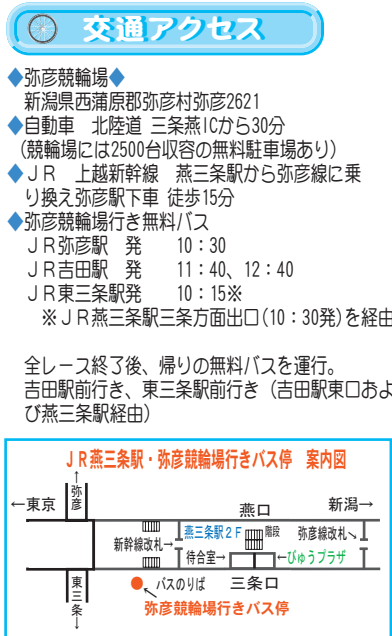 交通アクセス
◆弥彦競輪場◆
新潟県西蒲原郡弥彦村弥彦2621
◆自動車　北陸道 三条燕ICから30分
(競輪場には2500台収容の無料駐車場あり)
◆ＪＲ　上越新幹線　燕三条駅から弥彦線に乗
り換え弥彦駅下車 徒歩15分
◆弥彦競輪場行き無料バス
ＪＲ弥彦駅　発　　10：30
ＪＲ吉田駅　発　　11：40、12：40
ＪＲ東三条駅発　　10：15※
※ＪＲ燕三条駅三条方面出口(10：30発)を経由
全レース終了後、帰りの無料バスを運行。
吉田駅前行き、東三条駅前行き（吉田駅東口およ
び燕三条駅経由）
ＪＲ燕三条駅・弥彦競輪場行きバス停　案内図
←東京
↑弥彦
燕口
新潟→
新幹線改札→
燕三条駅２Ｆ
階段
弥彦線改札↘
待合室→
←びゅうプラザ
東三条↓
バスのりば
三条口
弥彦競輪場行きバス停